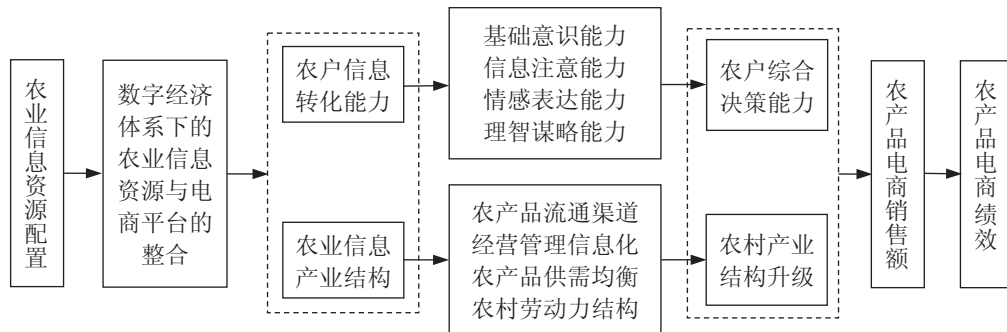 农业信息资源配置
数字经济
体系下的
农业信息
资源与电
商平台的
整合
农户信息
转化能力
农业信息
产业结构
基础意识能力
信息注意能力
情感表达能力
理智谋略能力
农产品流通渠道
经营管理信息化
农产品供需均衡
农村劳动力结构
农户综合
决策能力
农村产业
结构升级
农产品电商销售额
农产品电商绩效